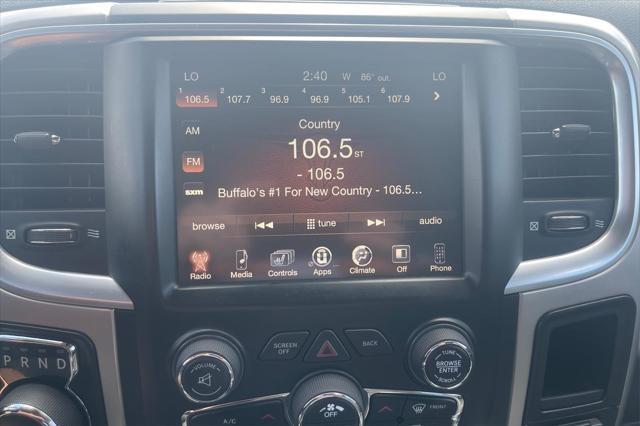 LO 2:40 W 86° out. LO
1 106.5 2 107.7 3 96.9 4 96.9 5 105.1 6 107.9
AM
FM
sxm
Country
106.5 ST
- 106.5
Buffalo's #1 For New Country - 106.5...
browse tune audio
Radio Media Controls Apps Climate Off Phone
P R N D
VOLUME
SCREEN OFF
BACK
TUNE
BROWSE
ENTER
SCROLL
A/C
OFF
FRONT